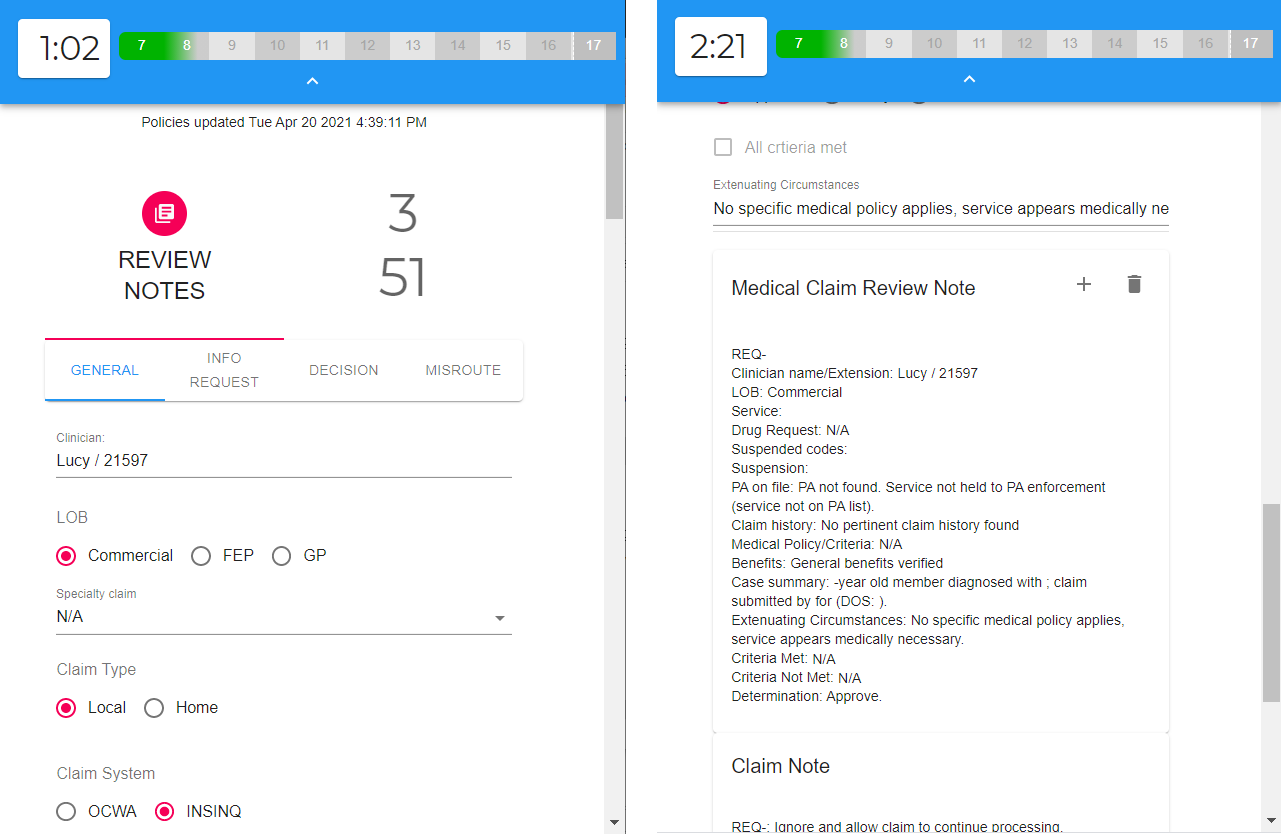 1:02
7 8 9 10 11 12 13 14 15 16 17
Policies updated Tue Apr 20 2021 4:39:11 PM
REVIEW
NOTES
3
51
GENERAL
INFO
REQUEST
DECISION
MISROUTE
Clinician:
Lucy / 21597
LOB
Commercial FEP GP
Specialty claim
N/A
Claim Type
Local Home
Claim System
OCWA INSINQ
2:21
7 8 9 10 11 12 13 14 15 16 17
All crtieria met
Extenuating Circumstances
No specific medical policy applies, service appears medically ne
Medical Claim Review Note
REQ-
Clinician name/Extension: Lucy / 21597
LOB: Commercial
Service:
Drug Request: N/A
Suspended codes:
Suspension:
PA on file: PA not found. Service not held to PA enforcement
(service not on PA list).
Claim history: No pertinent claim history found
Medical Policy/Criteria: N/A
Benefits: General benefits verified
Case summary: -year old member diagnosed with ; claim
submitted by for (DOS: ).
Extenuating Circumstances: No specific medical policy applies,
service appears medically necessary.
Criteria Met: N/A
Criteria Not Met: N/A
Determination: Approve.
Claim Note
REQ-: Ignore and allow claim to continue processing.